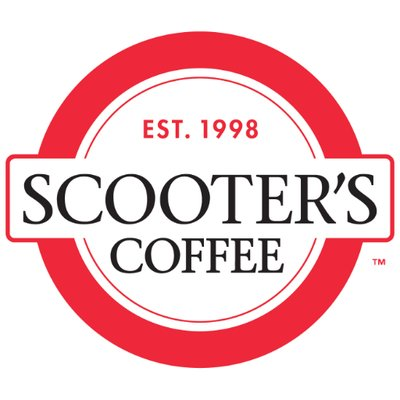 EST. 1998
SCOOTER'S
COFFEE
™